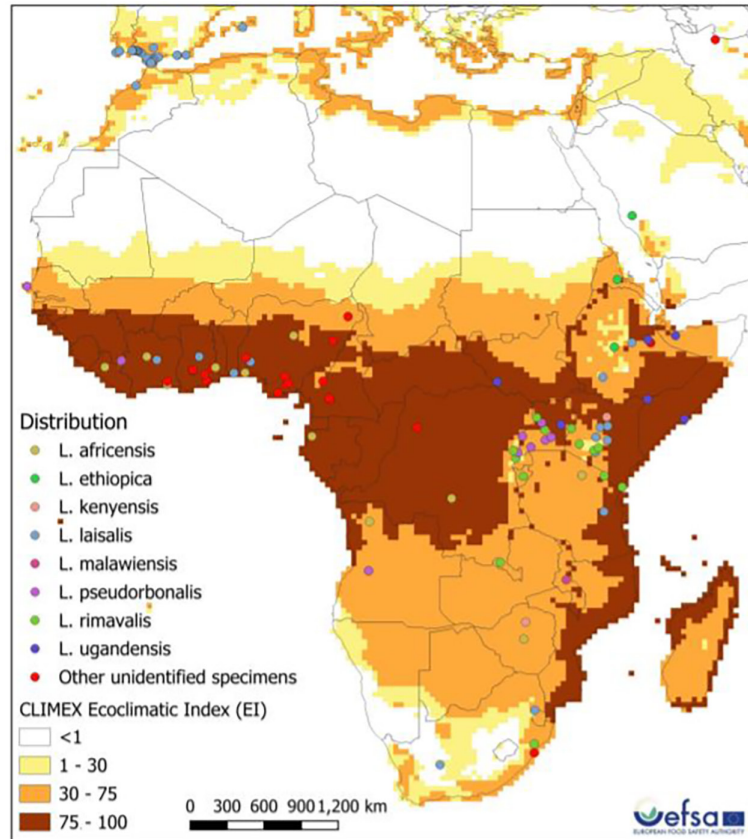 Distribution
L. africensis
L. ethiopica
L. kenyensis
L. laisalis
L. malawiensis
L. pseudorbonalis
L. rimavalis
L. ugandensis
Other unidentified specimens
CLIMEX Ecoclimatic Index (EI)
<1
1 - 30
30 - 75
75 - 100
0 300 600 900 1,200 km
efsa
EUROPEAN FOOD SAFETY AUTHORITY